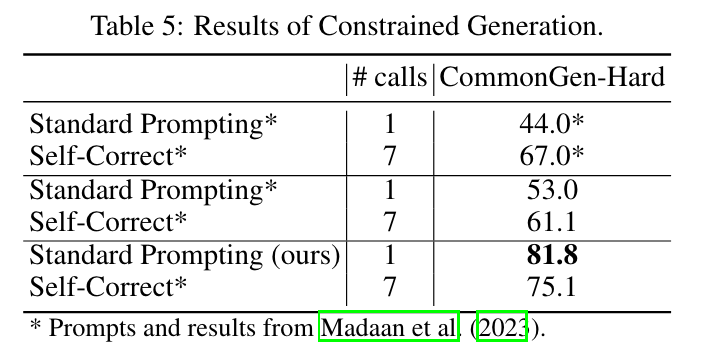 Table 5: Results of Constrained Generation.
# calls CommonGen-Hard
Standard Prompting* 1 44.0*
Self-Correct* 7 67.0*
Standard Prompting* 1 53.0
Self-Correct* 7 61.1
Standard Prompting (ours) 1 81.8
Self-Correct* 7 75.1
* Prompts and results from Madaan et al. (2023).